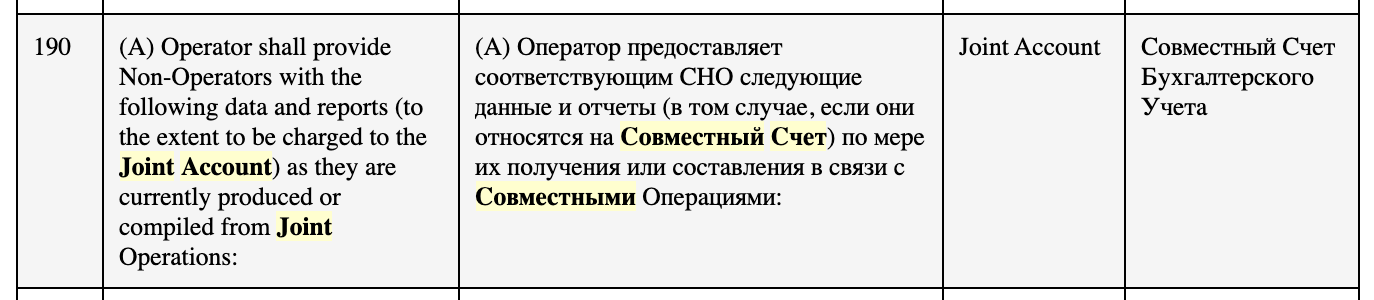 190
(A) Operator shall provide
Non-Operators with the
following data and reports (to
the extent to be charged to the
Joint Account) as they are
currently produced or
compiled from Joint
Operations:
(A) Оператор предоставляет
соответствующим СНО следующие
данные и отчеты (в том случае, если они
относятся на Совместный Счет) по мере
их получения или составления в связи с
Совместными Операциями:
Joint Account
Совместный Счет
Бухгалтерского
Учета